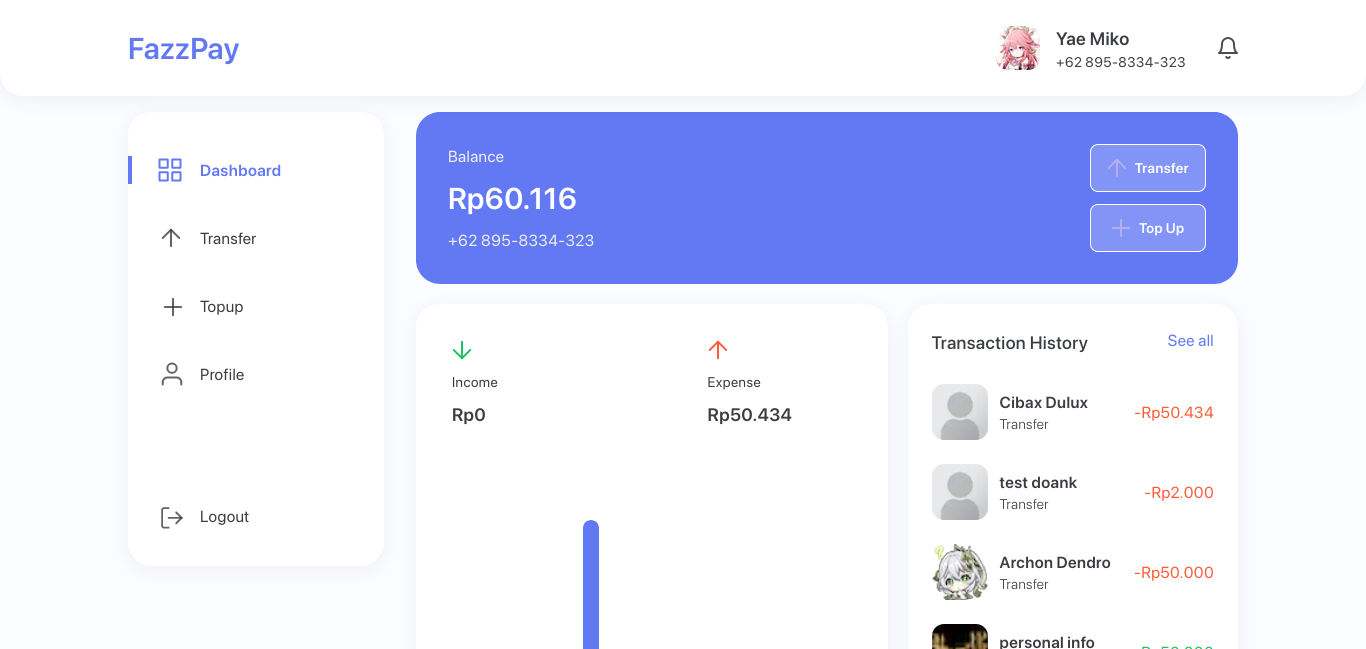 FazzPay
Yae Miko
+62 895-8334-323
Dashboard
Transfer
Topup
Profile
Logout
Balance
Rp60.116
+62 895-8334-323
Transfer
Top Up
Income
Rp0
Expense
Rp50.434
Transaction History
See all
Cibax Dulux
Transfer
-Rp50.434
test doank
Transfer
-Rp2.000
Archon Dendro
Transfer
-Rp50.000
personal info